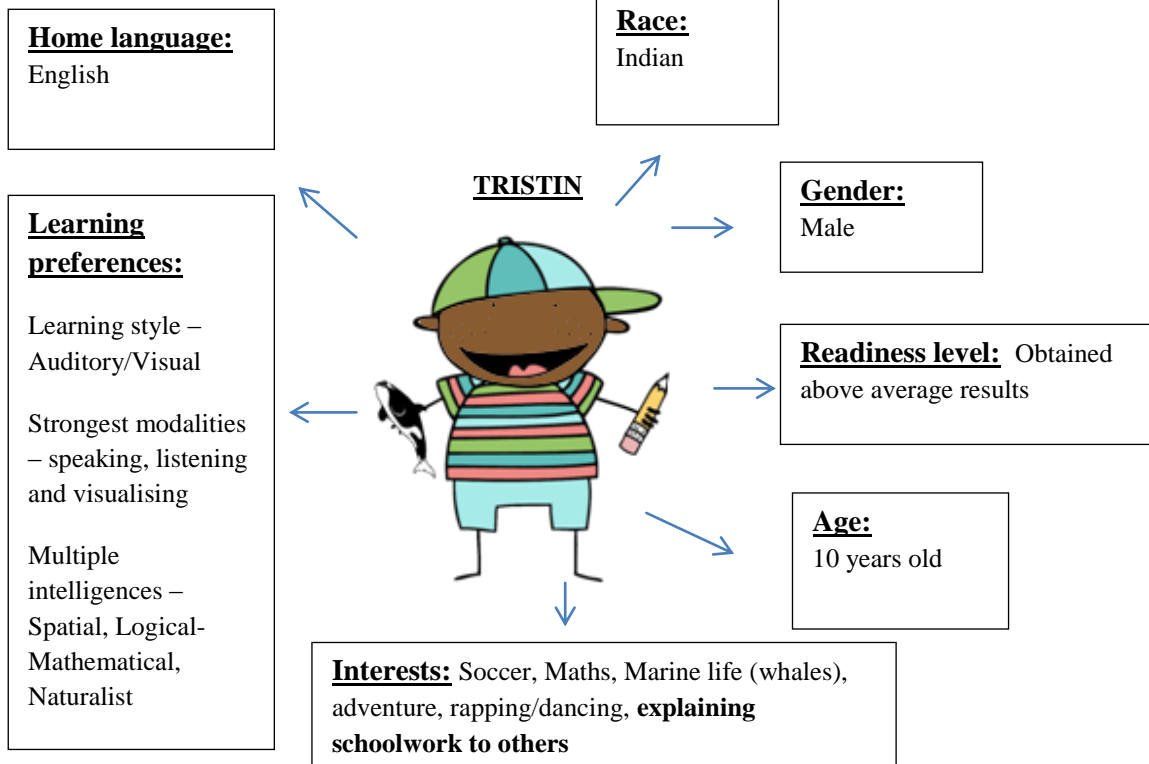 Home language:
English
Race:
Indian
TRISTIN
Gender:
Male
Learning
preferences:
Learning style –
Auditory/Visual
Strongest modalities
– speaking, listening
and visualising
Multiple
intelligences –
Spatial, Logical-
Mathematical,
Naturalist
Readiness level: Obtained
above average results
Age:
10 years old
Interests: Soccer, Maths, Marine life (whales),
adventure, rapping/dancing, explaining
schoolwork to others